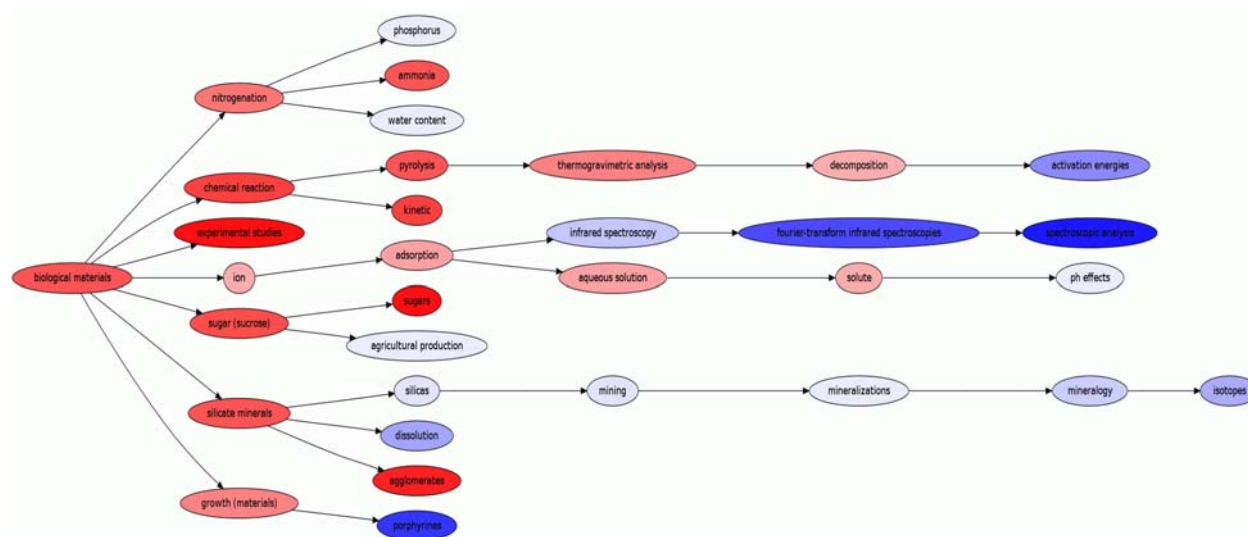 phosphorus
ammonia
nitrogenation
water content
pyrolysis
thermogravimetric analysis
decomposition
activation energies
chemical reaction
kinetic
experimental studies
infrared spectroscopy
fourier-transform infrared spectroscopies
spectroscopic analysis
adsorption
biological materials
ion
aqueous solution
solute
ph effects
sugars
sugar (sucrose)
agricultural production
silicas
mining
mineralizations
mineralogy
isotopes
silicate minerals
dissolution
agglomerates
growth (materials)
porphyrines